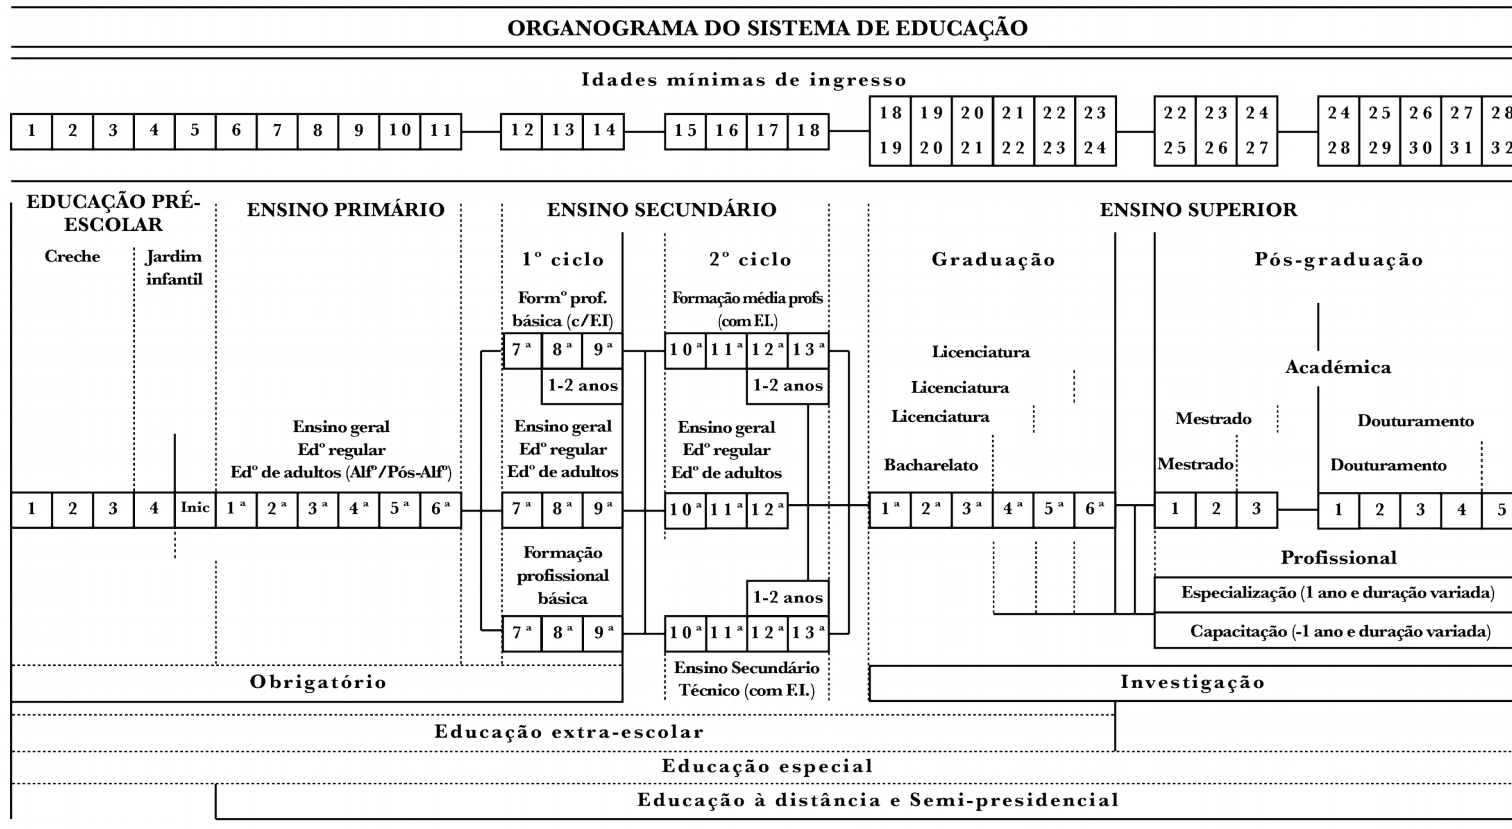 ORGANOGRAMA DO SISTEMA DE EDUCAÇÃO
Idades mínimas de ingresso
1 2 3 4 5 6 7 8 9 10 11 12 13 14 15 16 17 18
18 19 20 21 22 23 22 23 24 24 25 26 27 28
19 20 21 22 23 24 25 26 27 28 29 30 31 32
EDUCAÇÃO PRÉ-
ESCOLAR
ENSINO PRIMÁRIO
ENSINO SECUNDÁRIO
ENSINO SUPERIOR
Creche
Jardim
infantil
1º ciclo
2º ciclo
Graduação
Pós-graduação
Formº prof.
básica (c/F.I)
7ª 8ª 9ª
1-2 anos
Formação média profs
(com F.I.)
10ª 11ª 12ª 13ª
1-2 anos
Licenciatura
Licenciatura
Licenciatura
Bacharelato
Académica
Mestrado
Mestrado
Douturamento
Douturamento
Ensino geral
Edº regular
Edº de adultos (Alfº/Pós-Alfº)
Ensino geral
Edº regular
Edº de adultos
Ensino geral
Edº regular
Edº de adultos
1 2 3 4 Inic 1ª 2ª 3ª 4ª 5ª 6ª 7ª 8ª 9ª 10ª 11ª 12ª 1ª 2ª 3ª 4ª 5ª 6ª 1 2 3 1 2 3 4 5
Formação
profissional
básica
7ª 8ª 9ª
1-2 anos
10ª 11ª 12ª 13ª
Ensino Secundário
Técnico (com F.I.)
Profissional
Especialização (1 ano e duração variada)
Capacitação (-1 ano e duração variada)
Obrigatório
Investigação
Educação extra-escolar
Educação especial
Educação à distância e Semi-presidencial